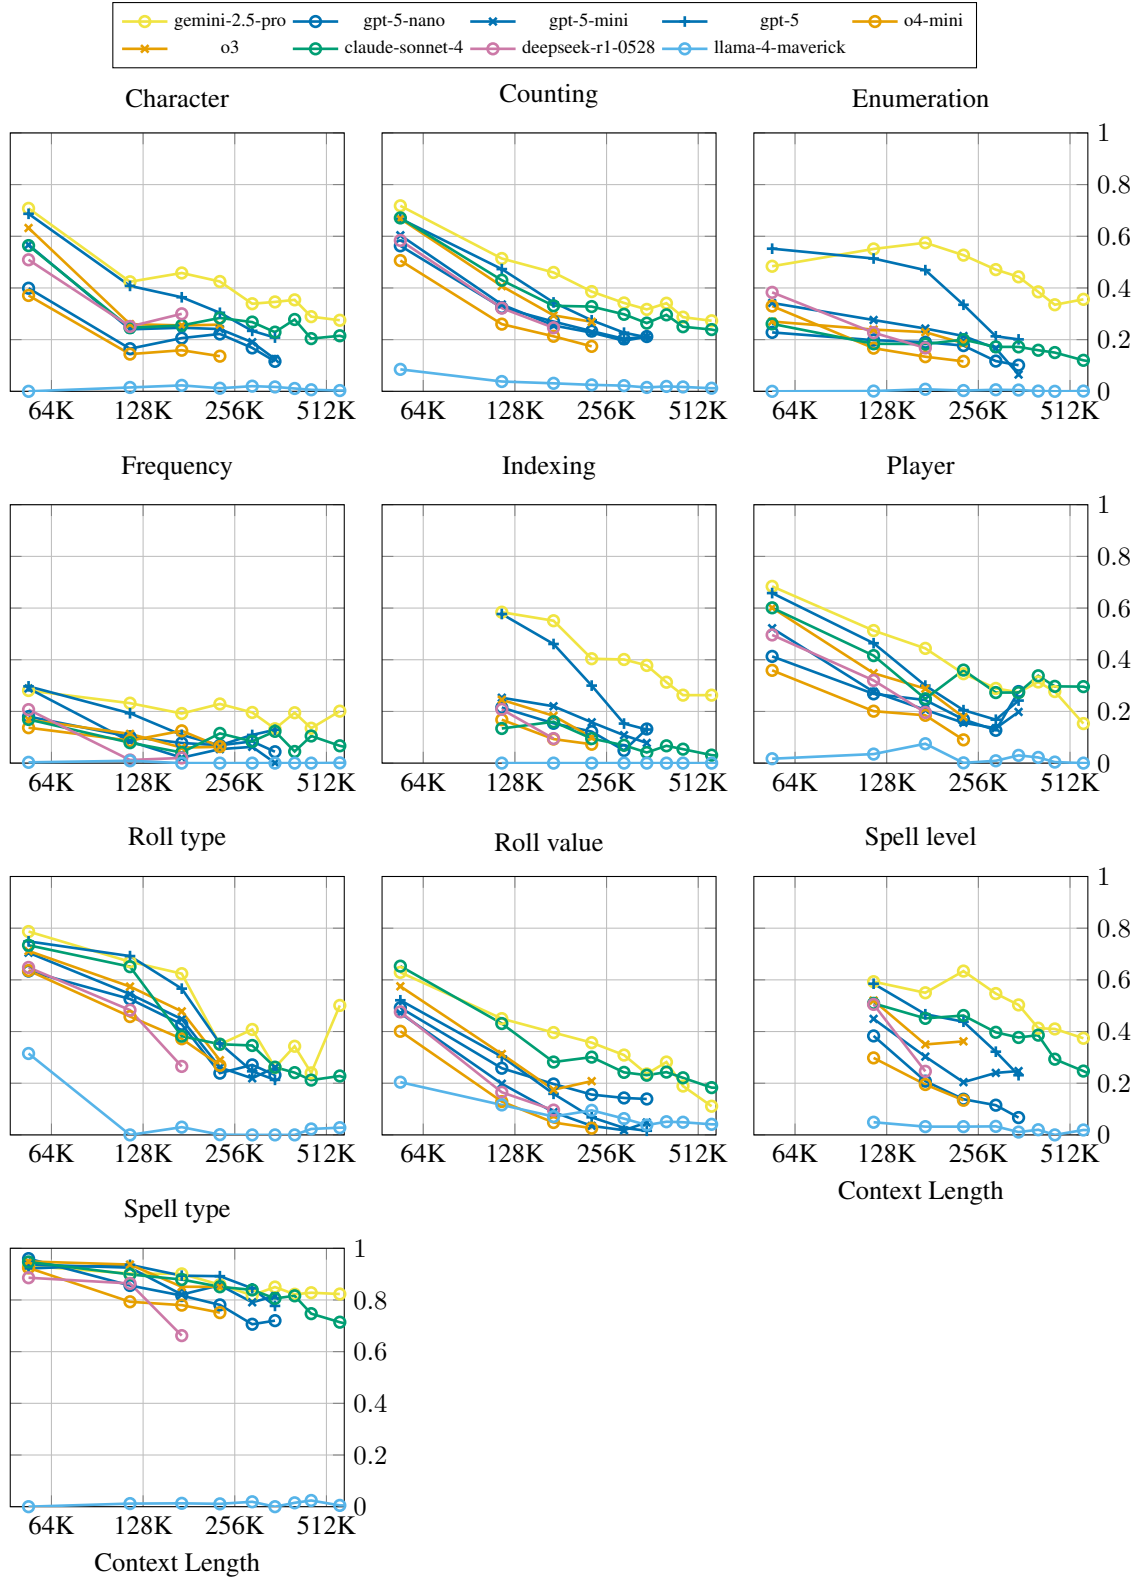 gemini-2.5-pro gpt-5-nano gpt-5-mini gpt-5 o4-mini
o3 claude-sonnet-4 deepseek-r1-0528 llama-4-maverick
Character Counting Enumeration
1
0.8
0.6
0.4
0.2
0
64K 128K 256K 512K 64K 128K 256K 512K 64K 128K 256K 512K
Frequency Indexing Player
1
0.8
0.6
0.4
0.2
0
64K 128K 256K 512K 64K 128K 256K 512K 64K 128K 256K 512K
Roll type Roll value Spell level
1
0.8
0.6
0.4
0.2
0
64K 128K 256K 512K 64K 128K 256K 512K 64K 128K 256K 512K
Context Length
Spell type
1
0.8
0.6
0.4
0.2
0
64K 128K 256K 512K
Context Length